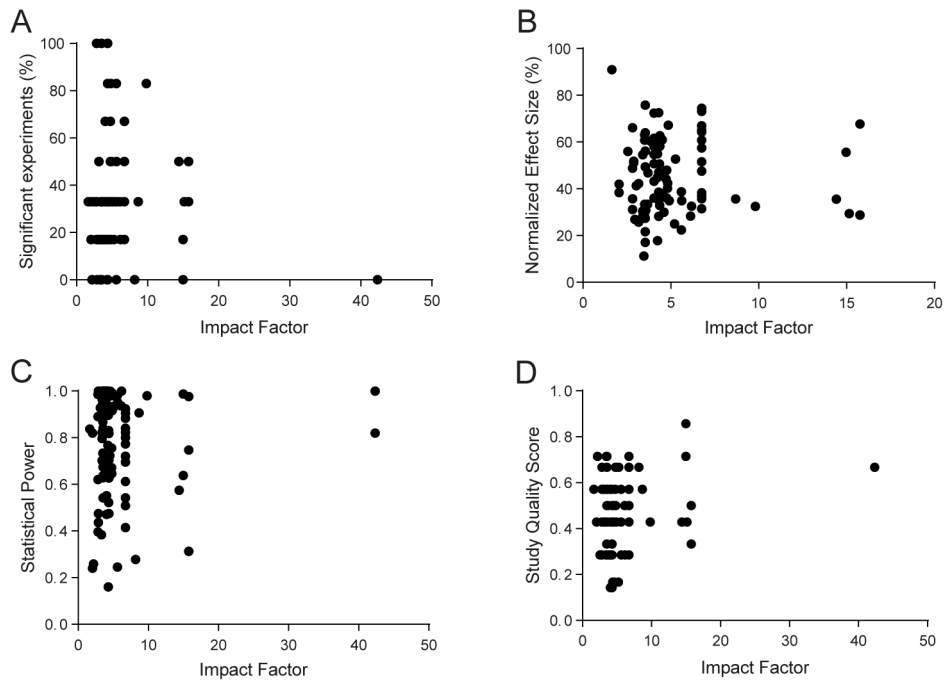 A
Significant experiments (%)
100
80
60
40
20
0
0 10 20 30 40 50
Impact Factor
B
Normalized Effect Size (%)
100
80
60
40
20
0
0 5 10 15 20
Impact Factor
C
Statistical Power
1.0
0.8
0.6
0.4
0.2
0.0
0 10 20 30 40 50
Impact Factor
D
Study Quality Score
1.0
0.8
0.6
0.4
0.2
0.0
0 10 20 30 40 50
Impact Factor